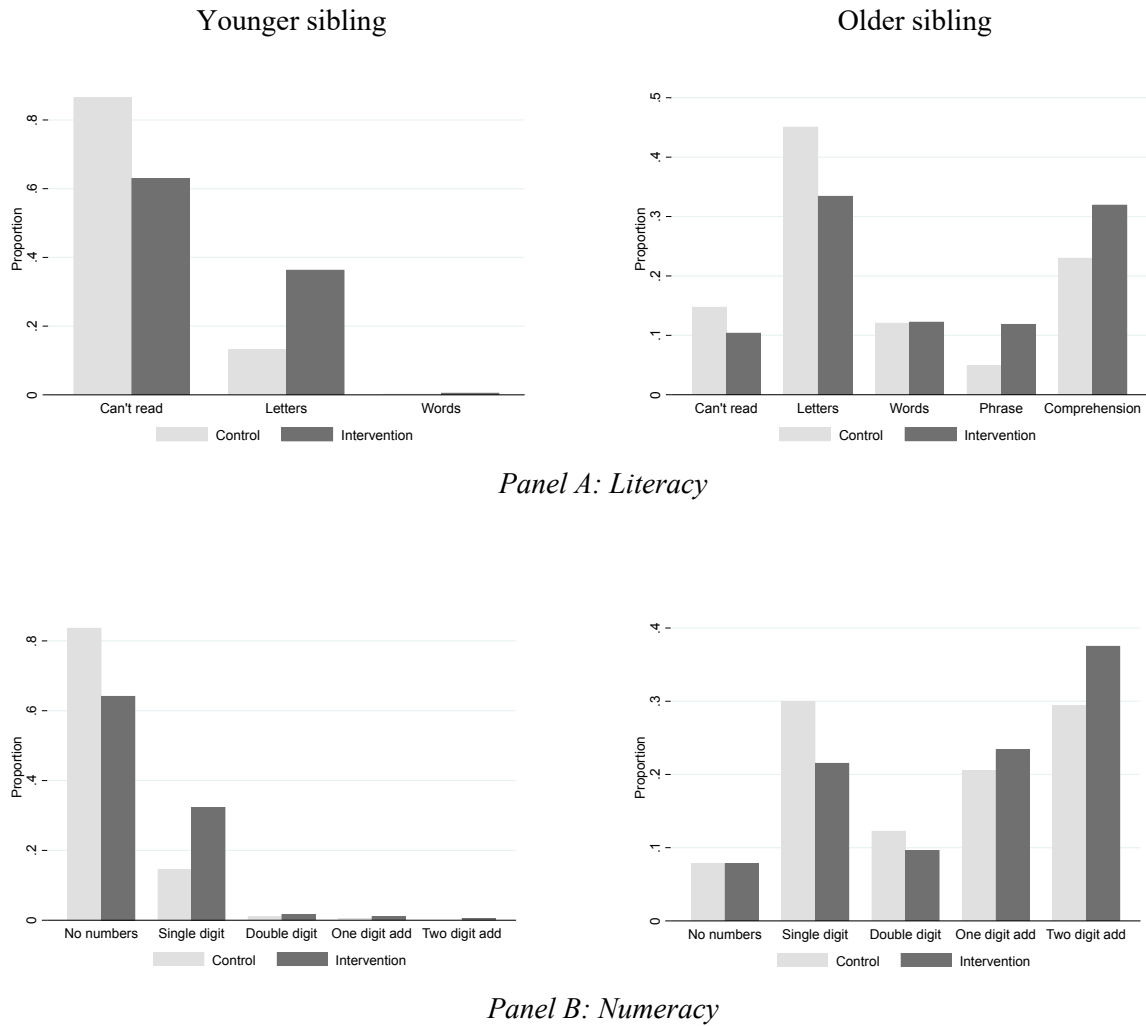 Younger sibling
Older sibling
Proportion
0 .2 .4 .6 .8
Can't read Letters Words
Control Intervention
Proportion
0 .1 .2 .3 .4 .5
Can't read Letters Words Phrase Comprehension
Control Intervention
Panel A: Literacy
Proportion
0 .2 .4 .6 .8
No numbers Single digit Double digit One digit add Two digit add
Control Intervention
Proportion
0 .1 .2 .3 .4
No numbers Single digit Double digit One digit add Two digit add
Control Intervention
Panel B: Numeracy